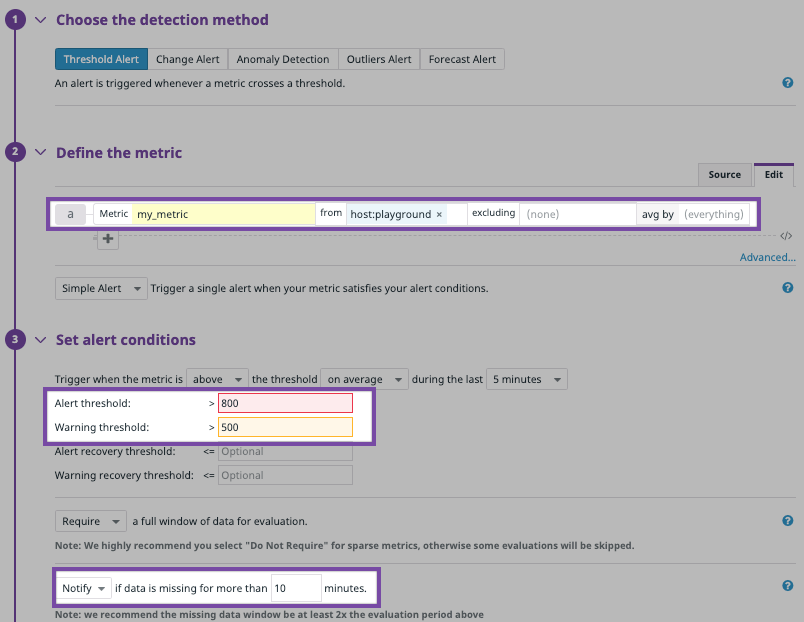 1 Choose the detection method
Threshold Alert Change Alert Anomaly Detection Outliers Alert Forecast Alert
An alert is triggered whenever a metric crosses a threshold. ?
2 Define the metric
Source Edit
a Metric my_metric from host:playground × excluding (none) avg by (everything)
+ </>
Advanced...
Simple Alert Trigger a single alert when your metric satisfies your alert conditions. ?
3 Set alert conditions
Trigger when the metric is above the threshold on average during the last 5 minutes
Alert threshold: > 800
Warning threshold: > 500
Alert recovery threshold: <= Optional
Warning recovery threshold: <= Optional
Require a full window of data for evaluation. ?
Note: We highly recommend you select "Do Not Require" for sparse metrics, otherwise some evaluations will be skipped.
Notify if data is missing for more than 10 minutes. ?
Note: we recommend the missing data window be at least 2x the evaluation period above